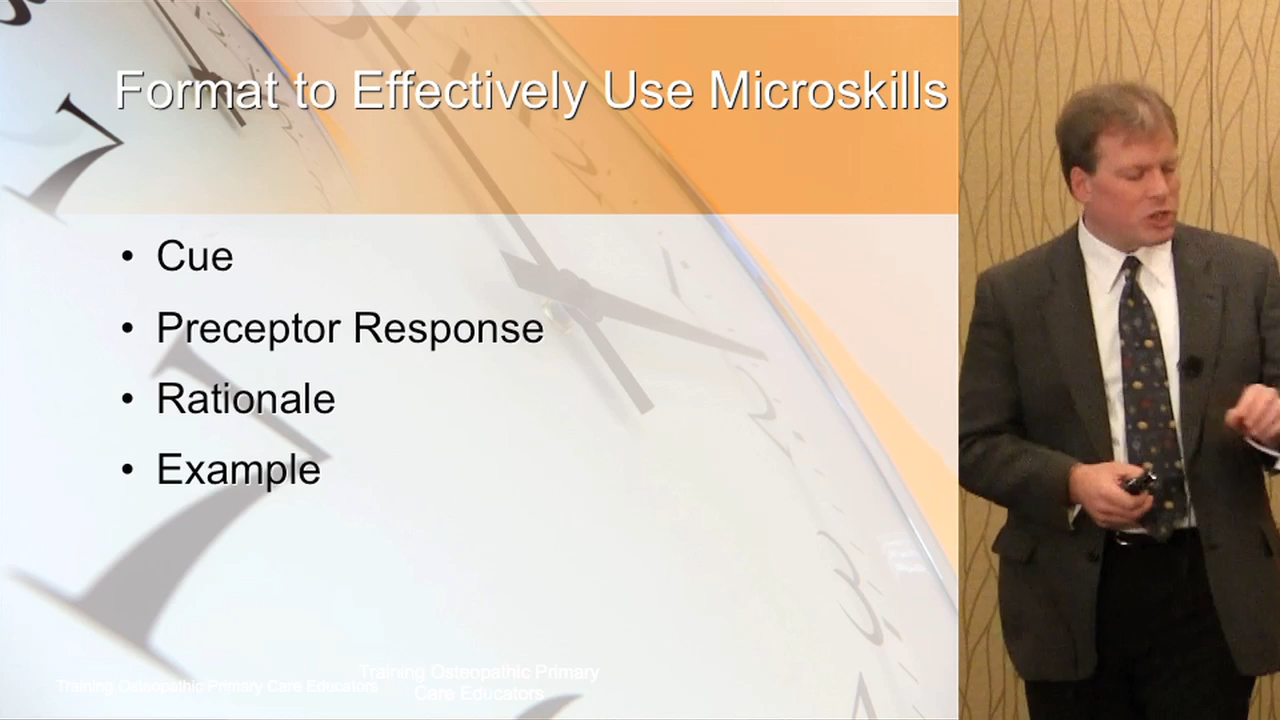 Format to Effectively Use Microskills
• Cue
• Preceptor Response
• Rationale
• Example
Training Osteopathic Primary Care Educators
Training Osteopathic Primary
Care Educators